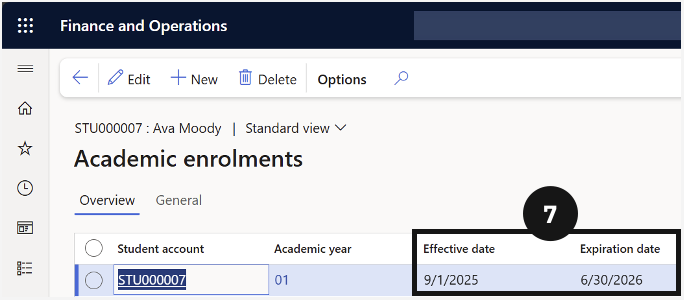 Finance and Operations
Edit New Delete Options
STU000007 : Ava Moody | Standard view
Academic enrolments
Overview General
7
Student account Academic year Effective date Expiration date
STU000007 01 9/1/2025 6/30/2026